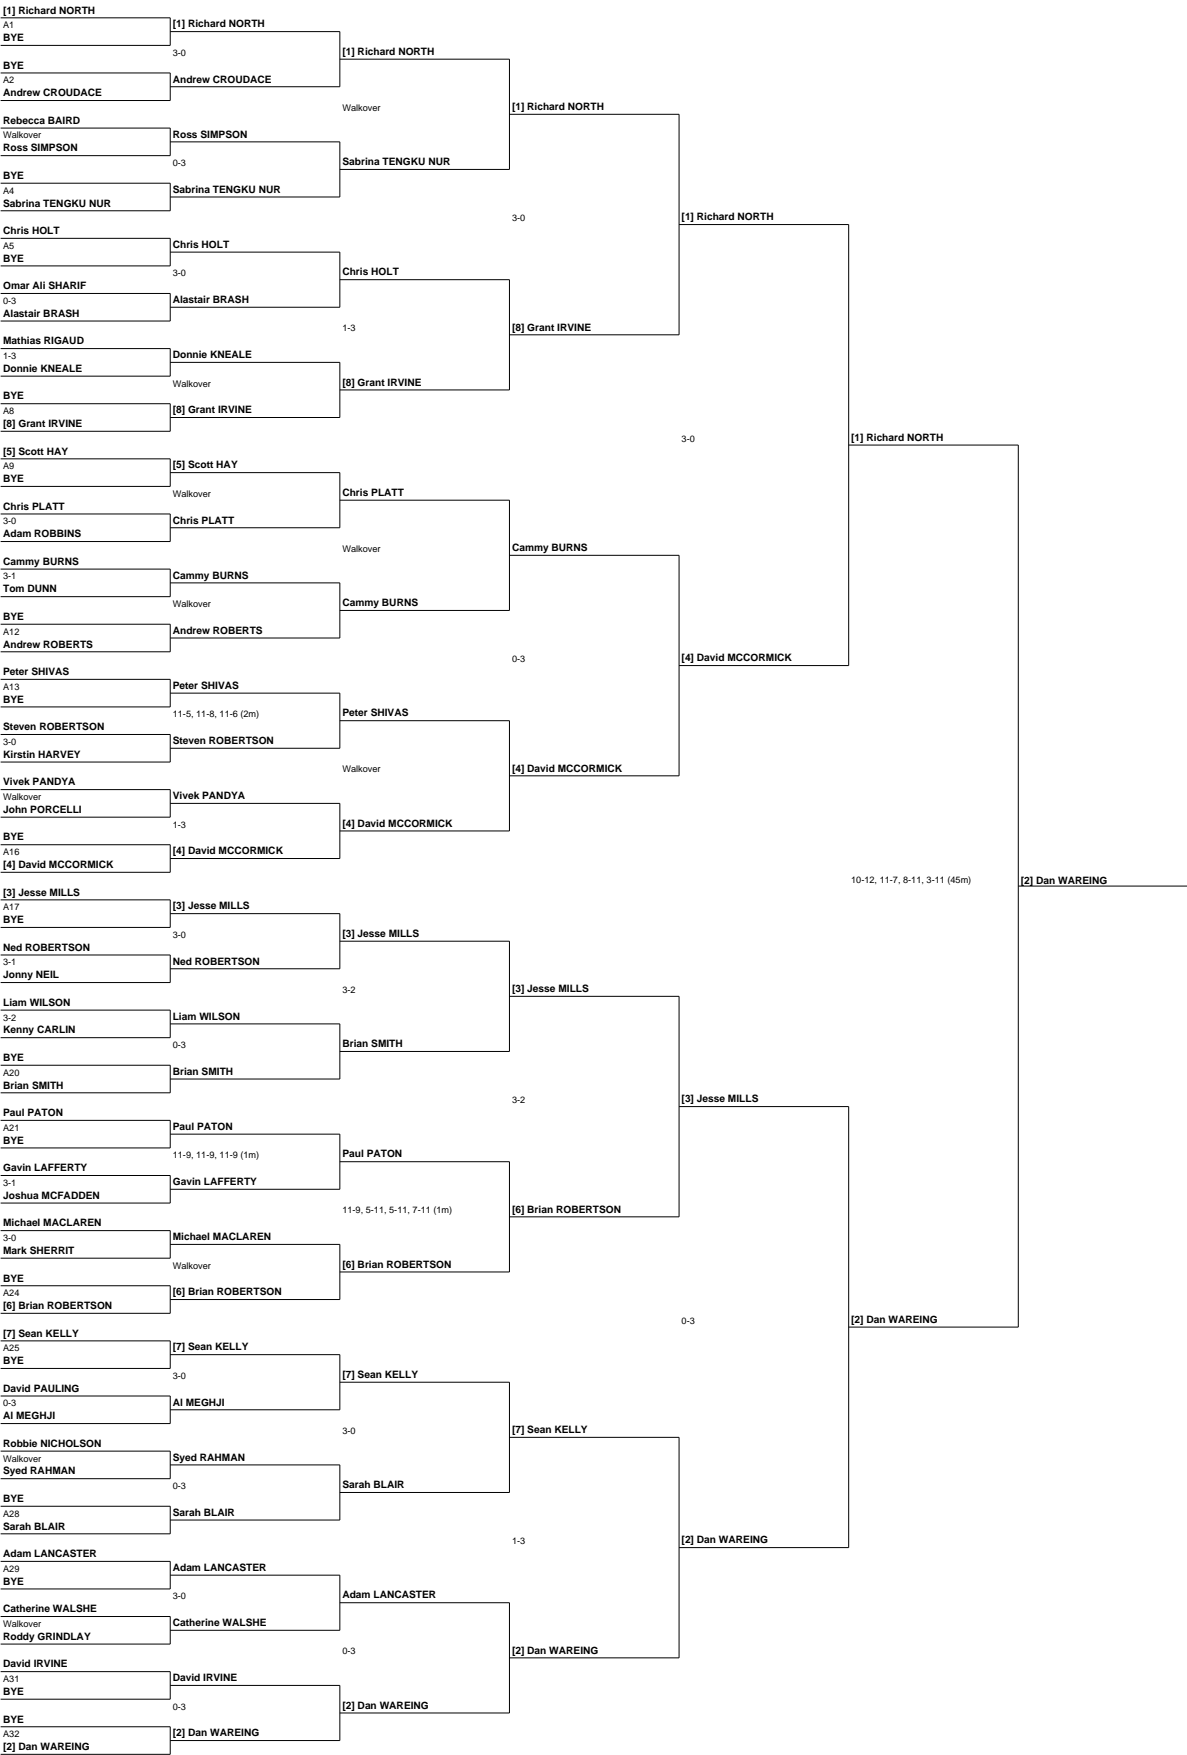 [1] Richard NORTH
A1
BYE
BYE
A2
Andrew CROUDACE
Rebecca BAIRD
Walkover
Ross SIMPSON
BYE
A4
Sabrina TENGKU NUR
Chris HOLT
A5
BYE
Omar Ali SHARIF
0-3
Alastair BRASH
Mathias RIGAUD
1-3
Donnie KNEALE
BYE
A8
[8] Grant IRVINE
[5] Scott HAY
A9
BYE
Chris PLATT
3-0
Adam ROBBINS
Cammy BURNS
3-1
Tom DUNN
BYE
A12
Andrew ROBERTS
Peter SHIVAS
A13
BYE
Steven ROBERTSON
3-0
Kirstin HARVEY
Vivek PANDYA
Walkover
John PORCELLI
BYE
A16
[4] David MCCORMICK
[3] Jesse MILLS
A17
BYE
Ned ROBERTSON
3-1
Jonny NEIL
Liam WILSON
3-2
Kenny CARLIN
BYE
A20
Brian SMITH
Paul PATON
A21
BYE
Gavin LAFFERTY
3-1
Joshua MCFADDEN
Michael MACLAREN
3-0
Mark SHERRIT
BYE
A24
[6] Brian ROBERTSON
[7] Sean KELLY
A25
BYE
David PAULING
0-3
Al MEGHJI
Robbie NICHOLSON
Walkover
Syed RAHMAN
BYE
A28
Sarah BLAIR
Adam LANCASTER
A29
BYE
Catherine WALSHE
Walkover
Roddy GRINDLAY
David IRVINE
A31
BYE
BYE
A32
[2] Dan WAREING
[1] Richard NORTH
3-0
Andrew CROUDACE
Ross SIMPSON
0-3
Sabrina TENGKU NUR
Chris HOLT
3-0
Alastair BRASH
Donnie KNEALE
Walkover
[8] Grant IRVINE
[5] Scott HAY
Walkover
Chris PLATT
Cammy BURNS
Walkover
Andrew ROBERTS
Peter SHIVAS
11-5, 11-8, 11-6 (2m)
Steven ROBERTSON
Vivek PANDYA
1-3
[4] David MCCORMICK
[3] Jesse MILLS
3-0
Ned ROBERTSON
Liam WILSON
0-3
Brian SMITH
Paul PATON
11-9, 11-9, 11-9 (1m)
Gavin LAFFERTY
Michael MACLAREN
Walkover
[6] Brian ROBERTSON
[7] Sean KELLY
3-0
Al MEGHJI
Syed RAHMAN
0-3
Sarah BLAIR
Adam LANCASTER
3-0
Catherine WALSHE
David IRVINE
0-3
[2] Dan WAREING
[1] Richard NORTH
Walkover
Sabrina TENGKU NUR
Chris HOLT
1-3
[8] Grant IRVINE
Chris PLATT
Walkover
Cammy BURNS
Peter SHIVAS
Walkover
[4] David MCCORMICK
[3] Jesse MILLS
3-2
Brian SMITH
Paul PATON
11-9, 5-11, 5-11, 7-11 (1m)
[6] Brian ROBERTSON
[7] Sean KELLY
3-0
Sarah BLAIR
Adam LANCASTER
0-3
[2] Dan WAREING
[1] Richard NORTH
3-0
[8] Grant IRVINE
Cammy BURNS
0-3
[4] David MCCORMICK
[3] Jesse MILLS
3-2
[6] Brian ROBERTSON
[7] Sean KELLY
1-3
[2] Dan WAREING
[1] Richard NORTH
3-0
[4] David MCCORMICK
[3] Jesse MILLS
0-3
[2] Dan WAREING
[1] Richard NORTH
10-12, 11-7, 8-11, 3-11 (45m)
[2] Dan WAREING
[2] Dan WAREING